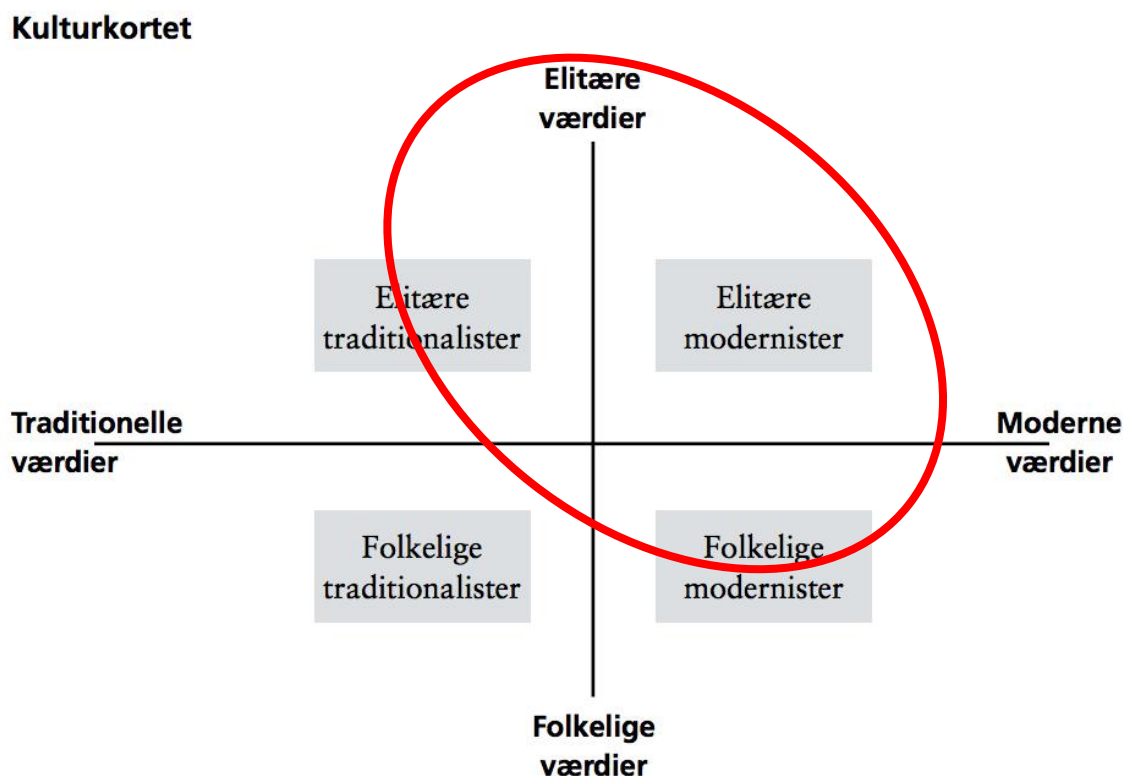 Kulturkortet
Elitære
værdier
Elitære
traditionalister
Elitære
modernister
Traditionelle
værdier
Moderne
værdier
Folkelige
traditionalister
Folkelige
modernister
Folkelige
værdier